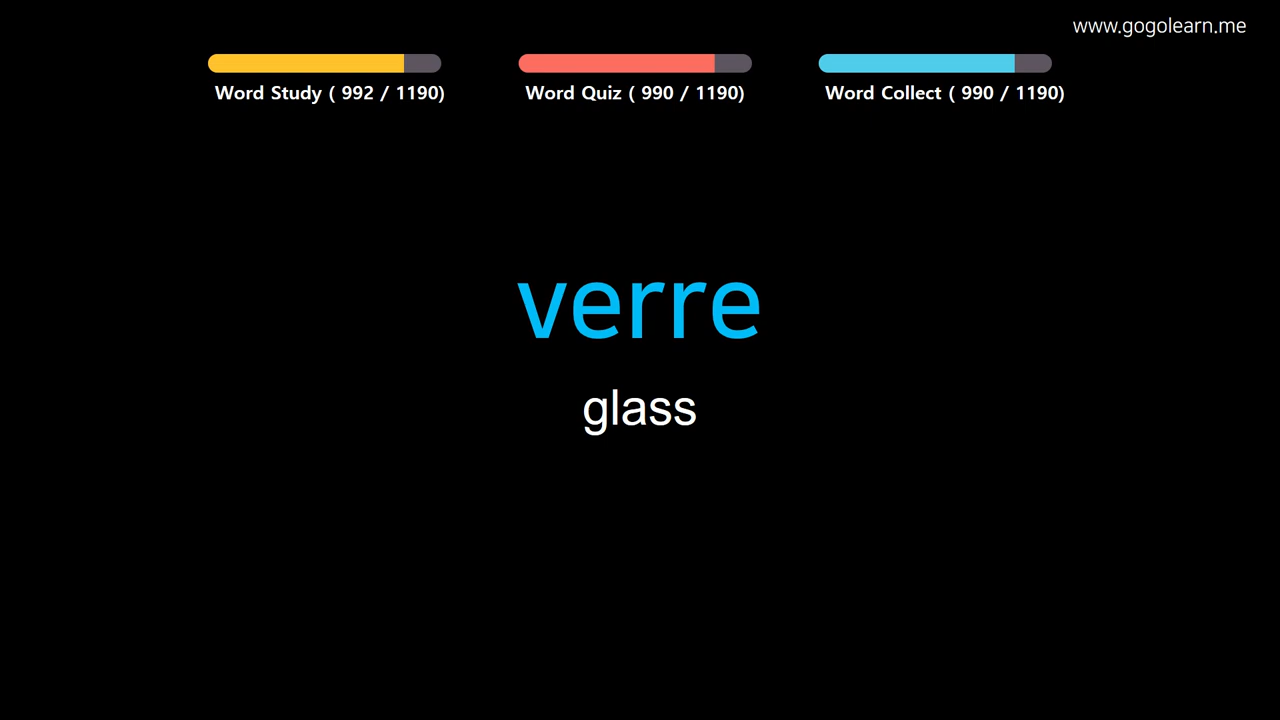 www.gogolearn.me
Word Study ( 992 / 1190)
Word Quiz ( 990 / 1190)
Word Collect ( 990 / 1190)
verre
glass